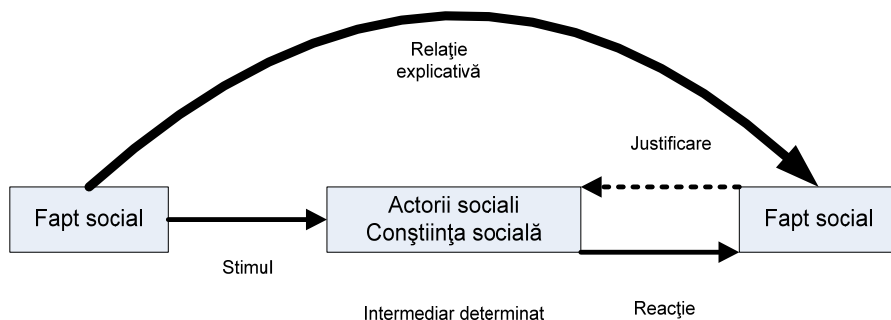 Relaţie
explicativă
Justificare
Fapt social
Actorii sociali
Conştiinţa socială
Fapt social
Stimul
Intermediar determinat
Reacţie